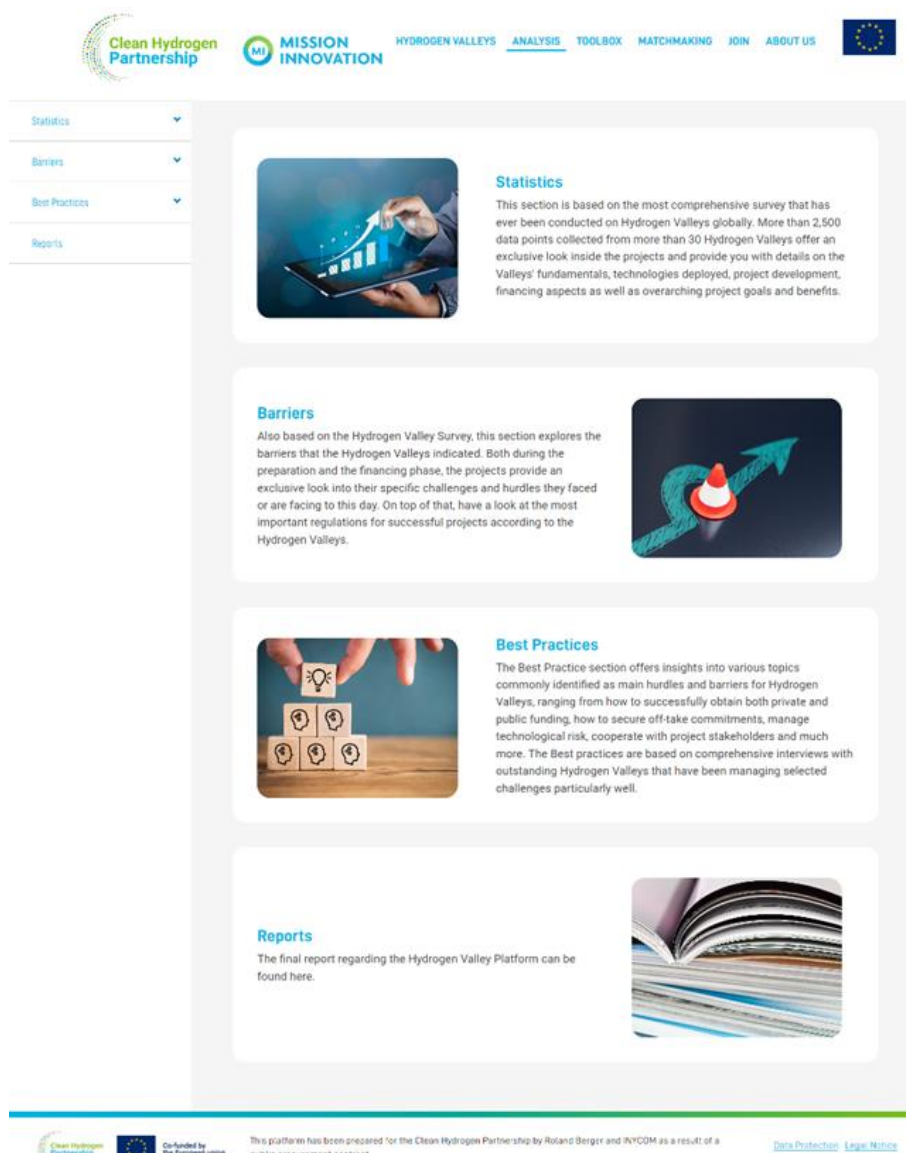 Clean Hydrogen
Partnership
MI
MISSION
INNOVATION
HYDROGEN VALLEYS ANALYSIS TOOLBOX MATCHMAKING JOIN ABOUT US
Statistics
Barriers
Best Practices
Reports
Statistics
This section is based on the most comprehensive survey that has
ever been conducted on Hydrogen Valleys globally. More than 2,500
data points collected from more than 30 Hydrogen Valleys offer an
exclusive look inside the projects and provide you with details on the
Valleys' fundamentals, technologies deployed, project development,
financing aspects as well as overarching project goals and benefits.
Barriers
Also based on the Hydrogen Valley Survey, this section explores the
barriers that the Hydrogen Valleys indicated. Both during the
preparation and the financing phase, the projects provide an
exclusive look into their specific challenges and hurdles they faced
or are facing to this day. On top of that, have a look at the most
important regulations for successful projects according to the
Hydrogen Valleys.
Best Practices
The Best Practice section offers insights into various topics
commonly identified as main hurdles and barriers for Hydrogen
Valleys, ranging from how to successfully obtain both private and
public funding, how to secure off-take commitments, manage
technological risk, cooperate with project stakeholders and much
more. The Best practices are based on comprehensive interviews with
outstanding Hydrogen Valleys that have been managing selected
challenges particularly well.
Reports
The final report regarding the Hydrogen Valley Platform can be
found here.
Clean Hydrogen
Partnership
Co-funded by
the European Union
This platform has been prepared for the Clean Hydrogen Partnership by Roland Berger and INYCOM as a result of a
public procurement contract
Data Protection Legal Notice